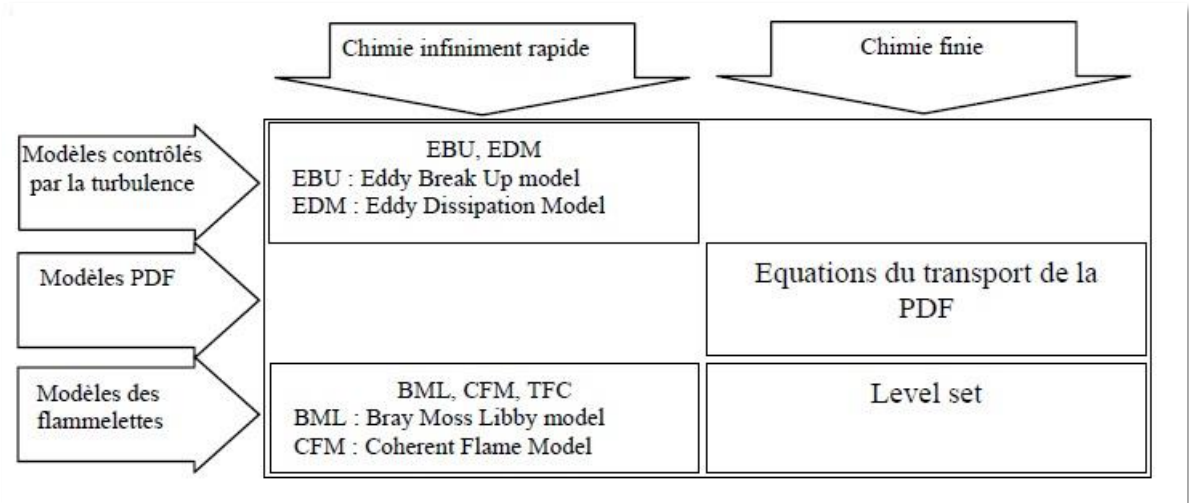 Chimie infiniment rapide
Chimie finie
Modèles contrôlés
par la turbulence
EBU, EDM
EBU : Eddy Break Up model
EDM : Eddy Dissipation Model
Modèles PDF
Equations du transport de la
PDF
Modèles des
flammelettes
BML, CFM, TFC
BML : Bray Moss Libby model
CFM : Coherent Flame Model
Level set